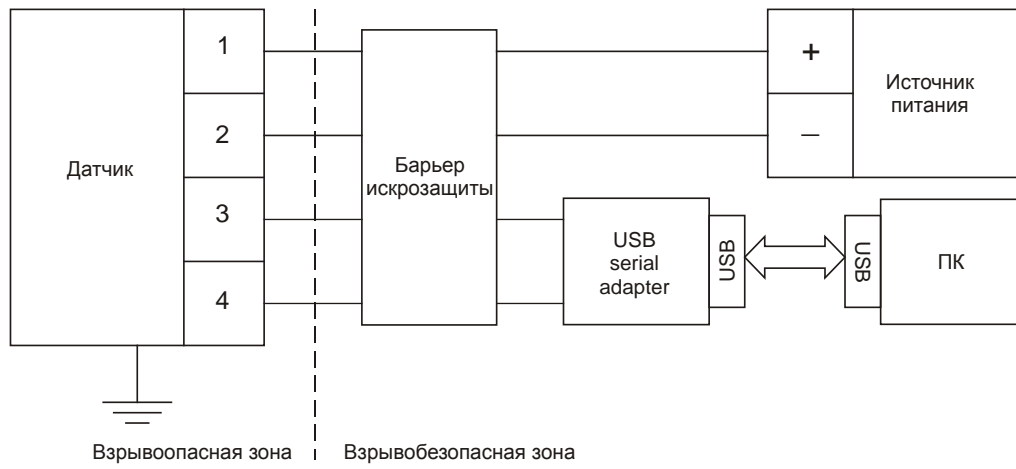 Датчик
1
2
3
4
Барьер
искрозащиты
+
–
Источник
питания
USB
serial
adapter
USB
USB
ПК
Взрывоопасная зона
Взрывобезопасная зона